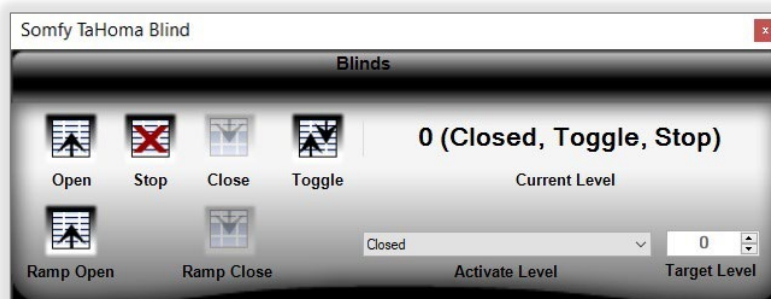 Somfy TaHoma Blind
x
Blinds
0 (Closed, Toggle, Stop)
Open Stop Close Toggle Current Level
Closed 0
Ramp Open Ramp Close Activate Level Target Level